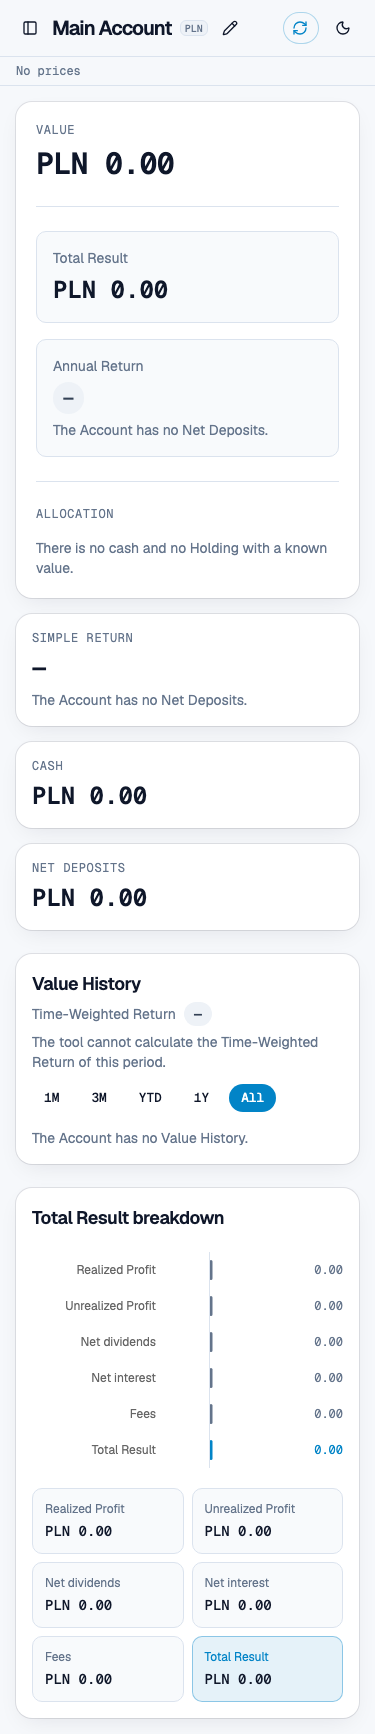 Main Account PLN
No prices
VALUE
PLN 0.00
Total Result
PLN 0.00
Annual Return
–
The Account has no Net Deposits.
ALLOCATION
There is no cash and no Holding with a known
value.
SIMPLE RETURN
–
The Account has no Net Deposits.
CASH
PLN 0.00
NET DEPOSITS
PLN 0.00
Value History
Time-Weighted Return –
The tool cannot calculate the Time-Weighted
Return of this period.
1M 3M YTD 1Y All
The Account has no Value History.
Total Result breakdown
Realized Profit 0.00
Unrealized Profit 0.00
Net dividends 0.00
Net interest 0.00
Fees 0.00
Total Result 0.00
Realized Profit Unrealized Profit
PLN 0.00 PLN 0.00
Net dividends Net interest
PLN 0.00 PLN 0.00
Fees Total Result
PLN 0.00 PLN 0.00